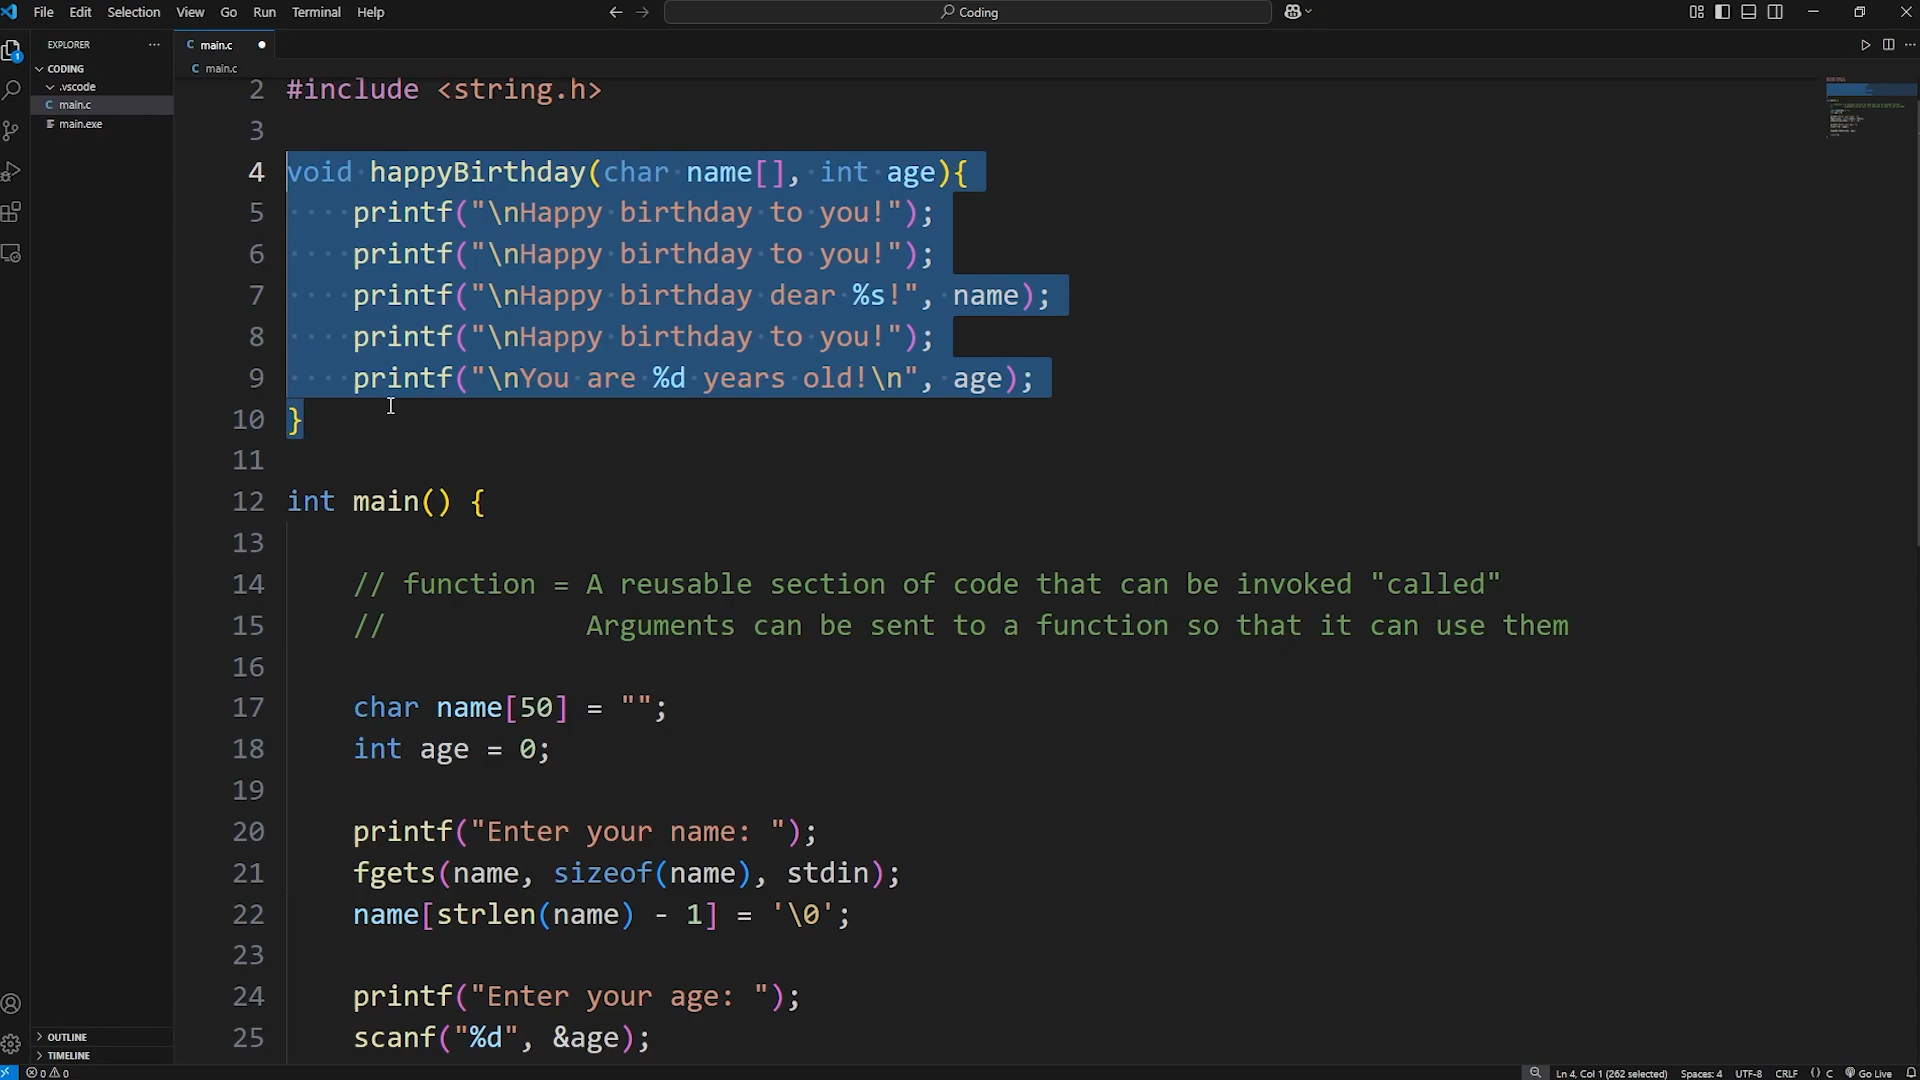 File Edit Selection View Go Run Terminal Help
Coding
EXPLORER
main.c
CODING
main.c
.vscode
main.c
main.exe
1
2 #include <string.h>
3
4 void happyBirthday(char name[], int age){
5 printf("\nHappy birthday to you!");
6 printf("\nHappy birthday to you!");
7 printf("\nHappy birthday dear %s!", name);
8 printf("\nHappy birthday to you!");
9 printf("\nYou are %d years old!\n", age);
10 }
11
12 int main() {
13
14 // function = A reusable section of code that can be invoked "called"
15 // Arguments can be sent to a function so that it can use them
16
17 char name[50] = "";
18 int age = 0;
19
20 printf("Enter your name: ");
21 fgets(name, sizeof(name), stdin);
22 name[strlen(name) - 1] = '\0';
23
24 printf("Enter your age: ");
25 scanf("%d", &age);
OUTLINE
TIMELINE
0 0
Ln 4, Col 1 (262 selected) Spaces: 4 UTF-8 CRLF {} C Go Live